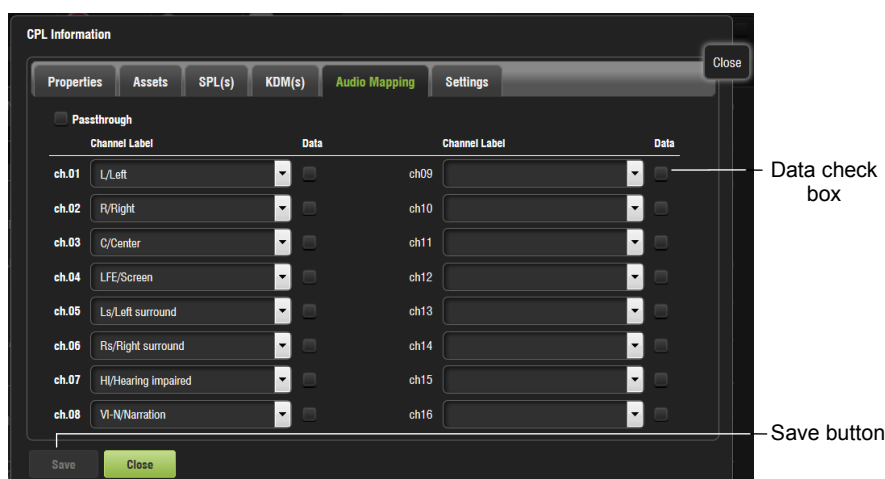 CPL Information
Close
Properties Assets SPL(s) KDM(s) Audio Mapping Settings
Passthrough
Channel Label Data Channel Label Data
ch.01 L/Left ch09
Data check
box
ch.02 R/Right ch10
ch.03 C/Center ch11
ch.04 LFE/Screen ch12
ch.05 Ls/Left surround ch13
ch.06 Rs/Right surround ch14
ch.07 HI/Hearing impaired ch15
ch.08 VI-N/Narration ch16
Save button
Save Close